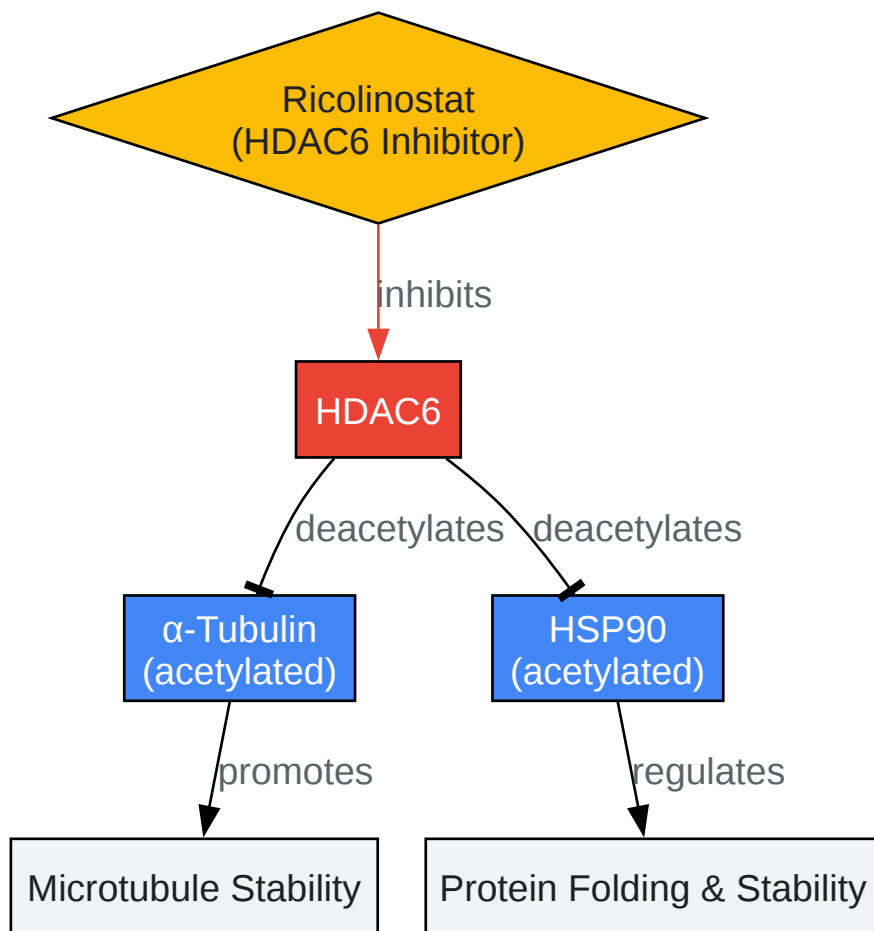 Ricolinostat
(HDAC6 Inhibitor)
inhibits
HDAC6
deacetylates
deacetylates
α-Tubulin
(acetylated)
HSP90
(acetylated)
promotes
regulates
Microtubule Stability
Protein Folding & Stability